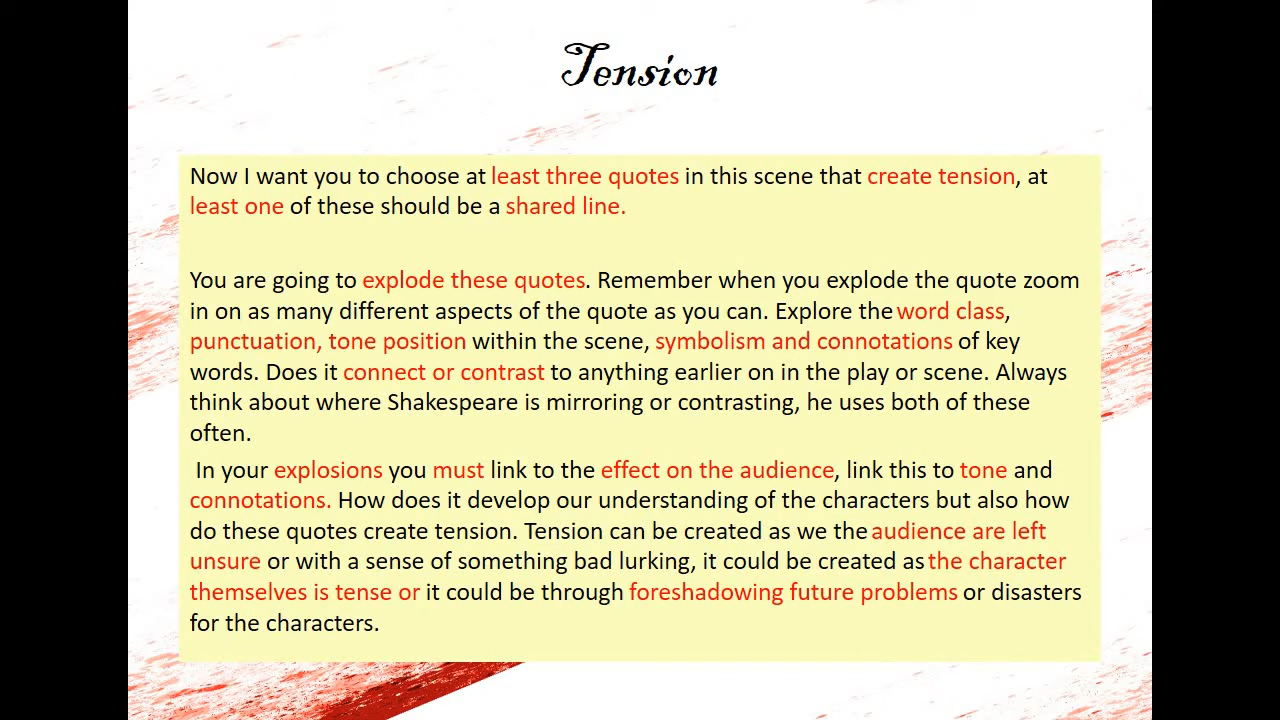 Tension
Now I want you to choose at least three quotes in this scene that create tension, at
least one of these should be a shared line.
You are going to explode these quotes. Remember when you explode the quote zoom
in on as many different aspects of the quote as you can. Explore the word class,
punctuation, tone position within the scene, symbolism and connotations of key
words. Does it connect or contrast to anything earlier on in the play or scene. Always
think about where Shakespeare is mirroring or contrasting, he uses both of these
often.
In your explosions you must link to the effect on the audience, link this to tone and
connotations. How does it develop our understanding of the characters but also how
do these quotes create tension. Tension can be created as we the audience are left
unsure or with a sense of something bad lurking, it could be created as the character
themselves is tense or it could be through foreshadowing future problems or disasters
for the characters.